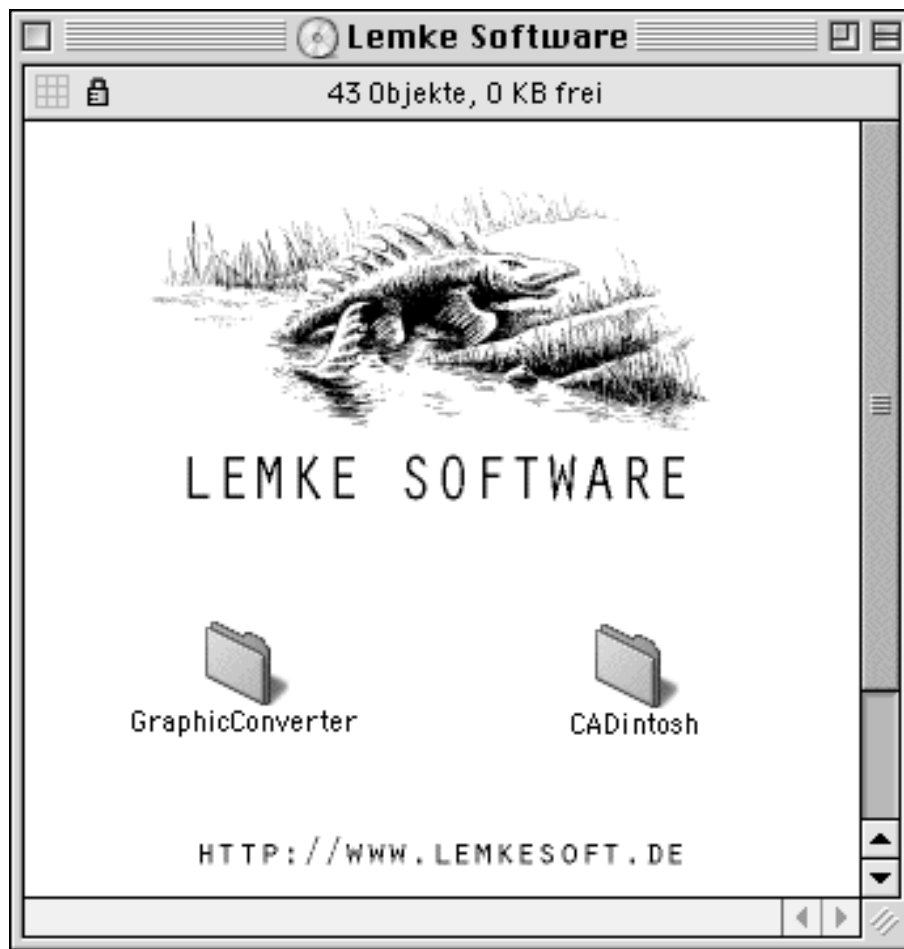 Lemke Software
43 Objekte, 0 KB frei
LEMKE SOFTWARE
GraphicConverter
CADintosh
HTTP://WWW.LEMKESOFT.DE